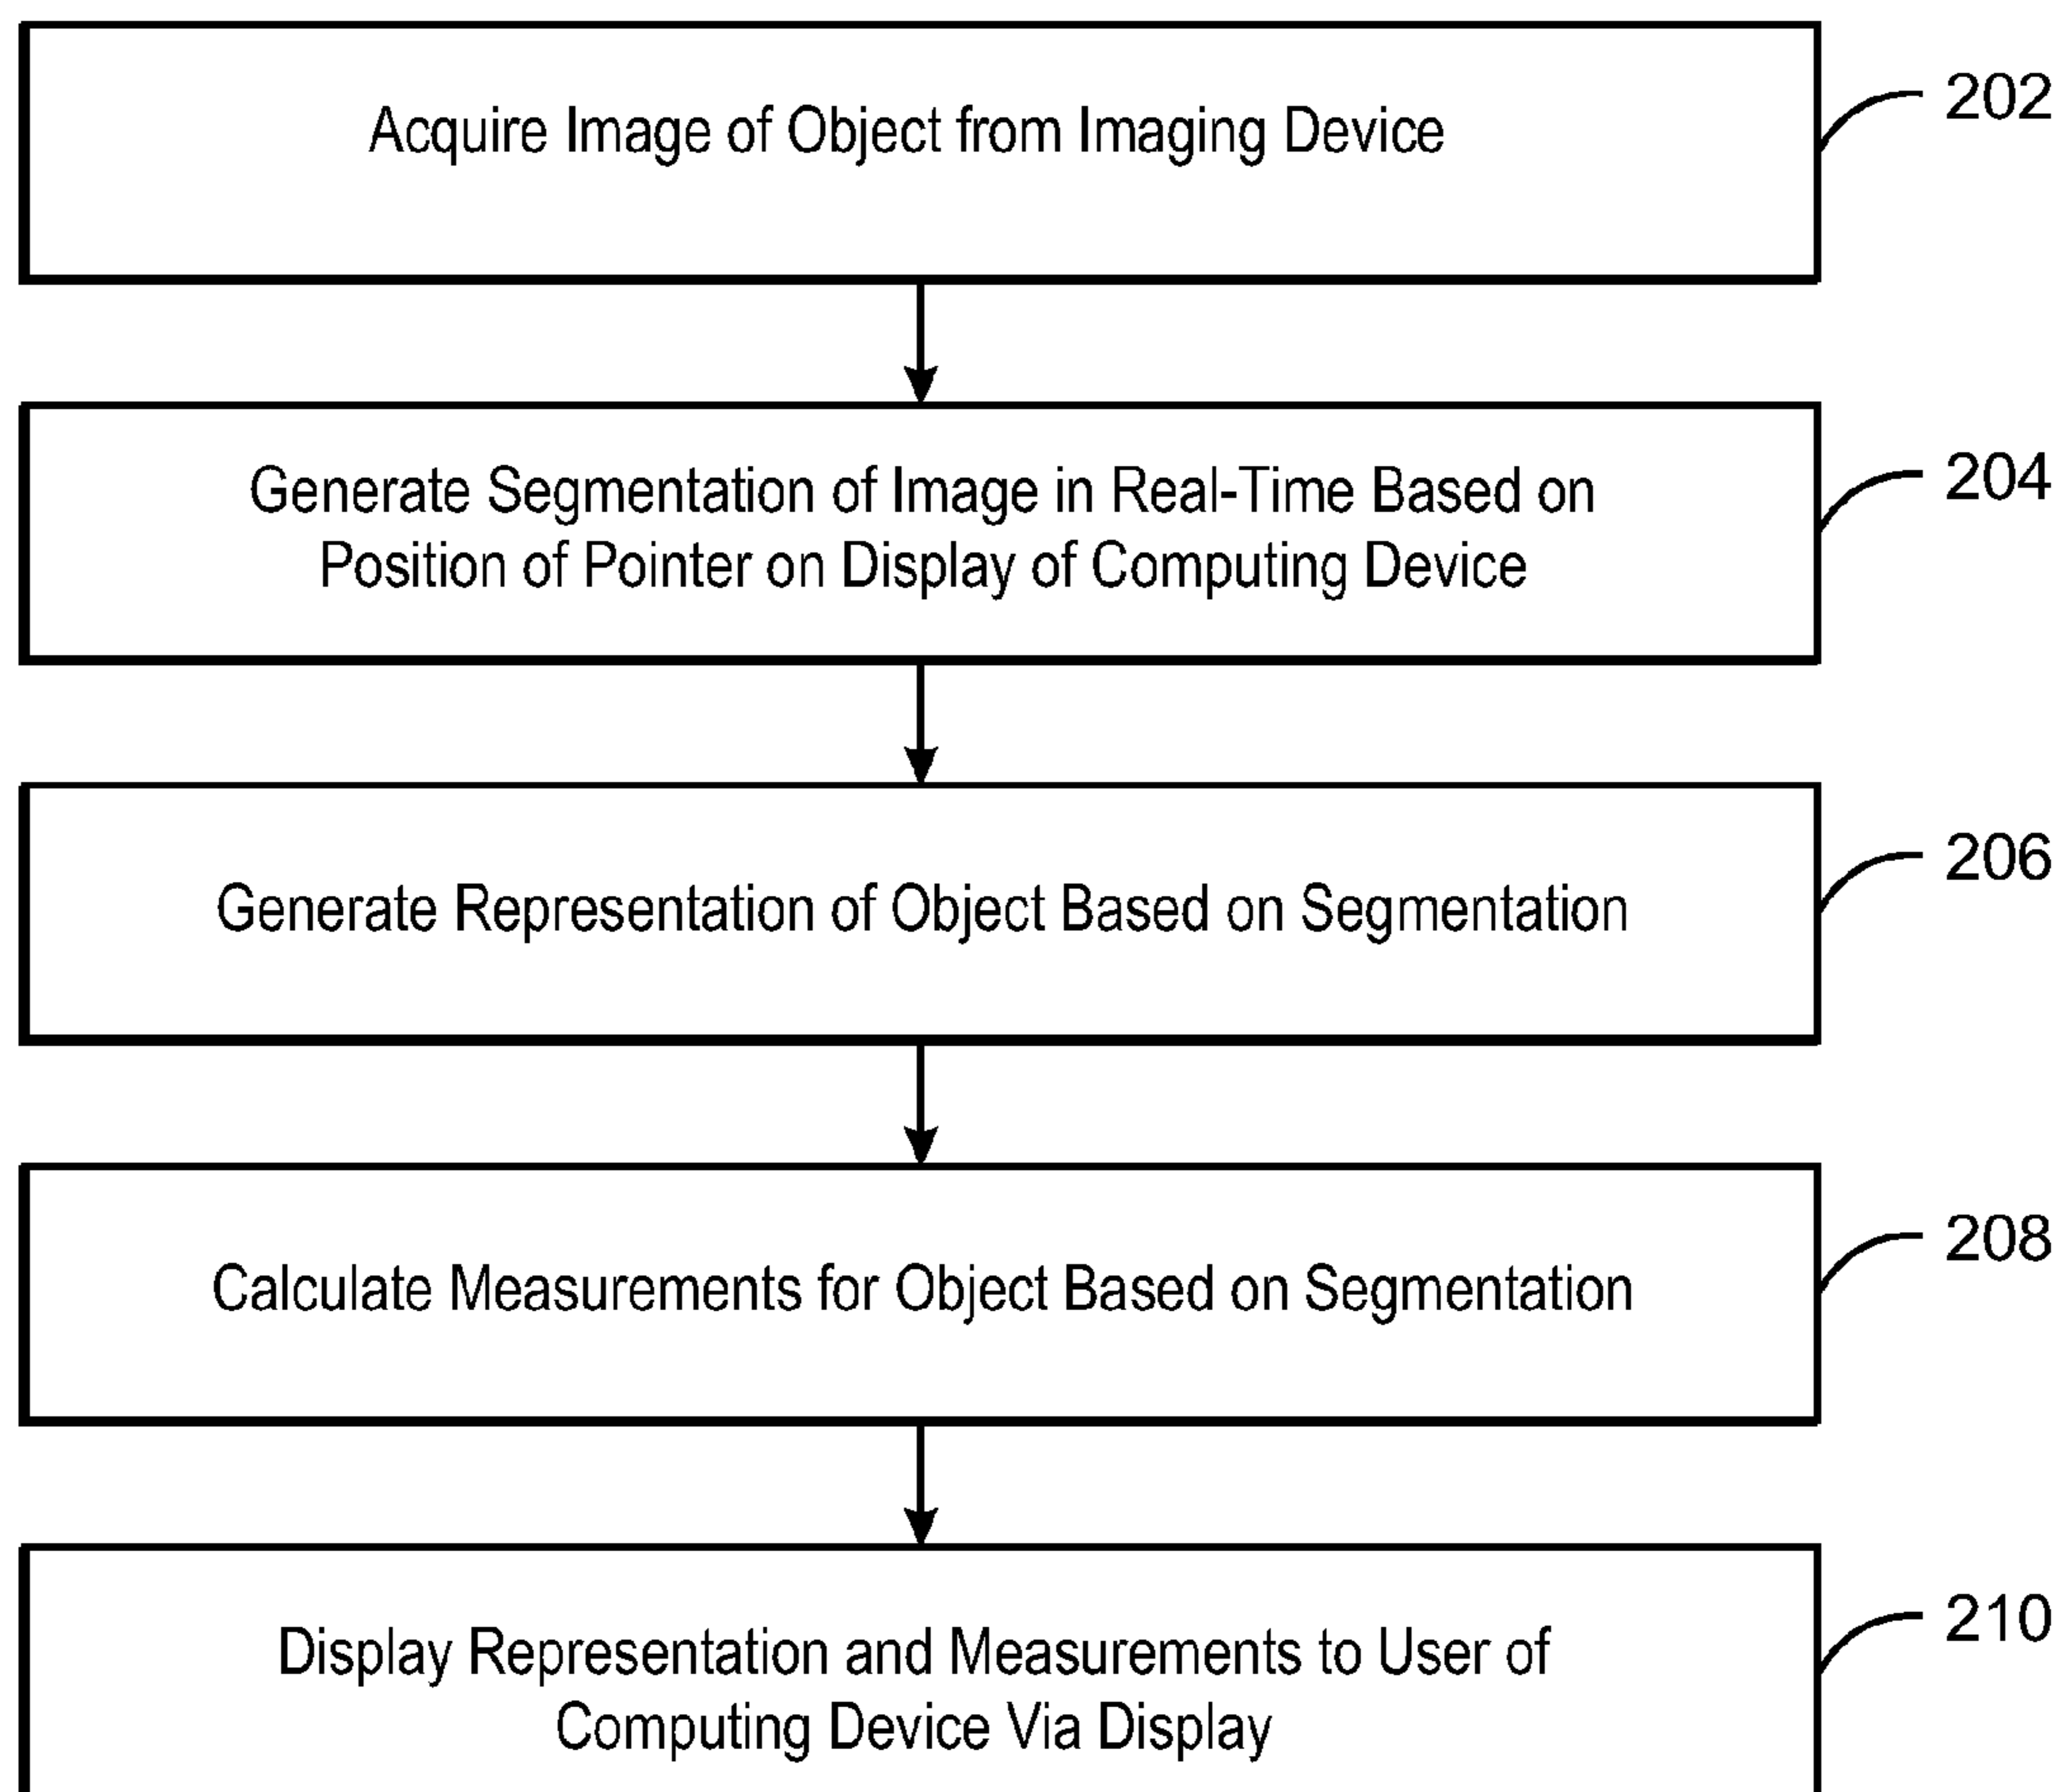 Acquire Image of Object from Imaging Device
202
Generate Segmentation of Image in Real-Time Based on
Position of Pointer on Display of Computing Device
204
Generate Representation of Object Based on Segmentation
206
Calculate Measurements for Object Based on Segmentation
208
Display Representation and Measurements to User of
Computing Device Via Display
210